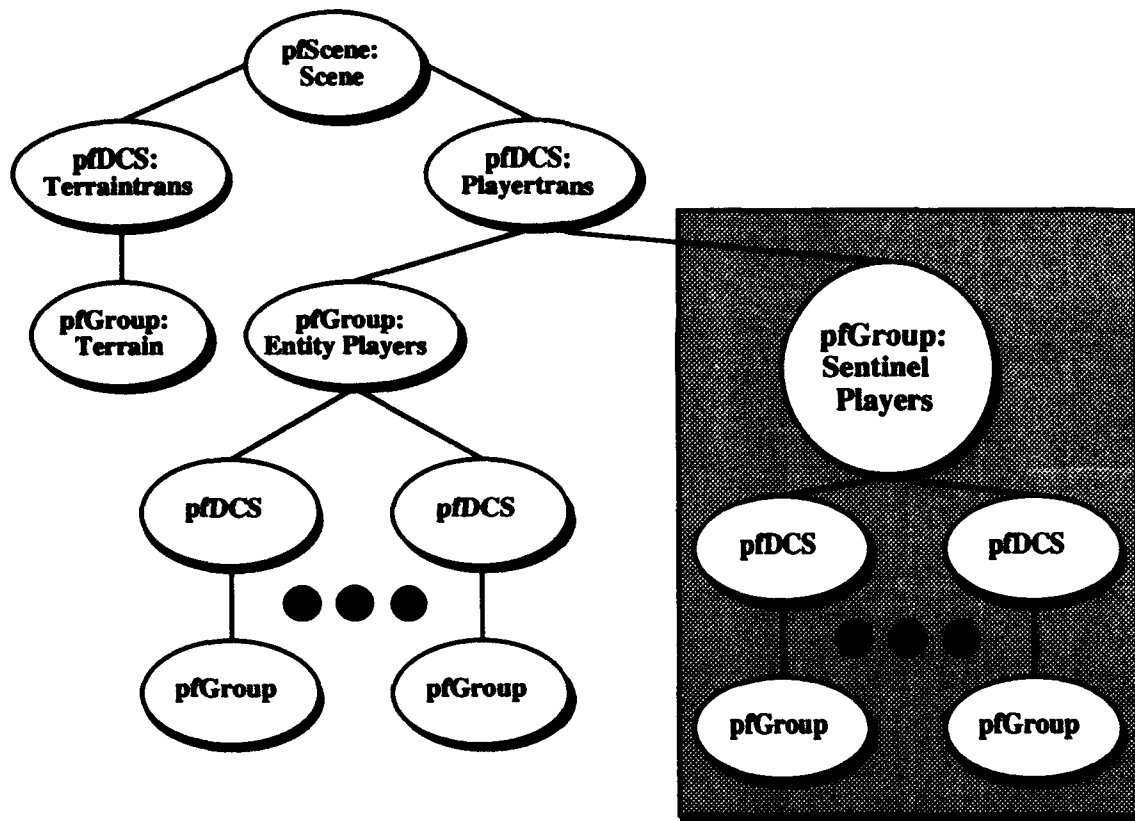 pfScene:
Scene
pfDCS:
Terraintrans
pfDCS:
Playertrans
pfGroup:
Terrain
pfGroup:
Entity Players
pfGroup:
Sentinel
Players
pfDCS
pfDCS
pfDCS
pfDCS
pfGroup
pfGroup
pfGroup
pfGroup